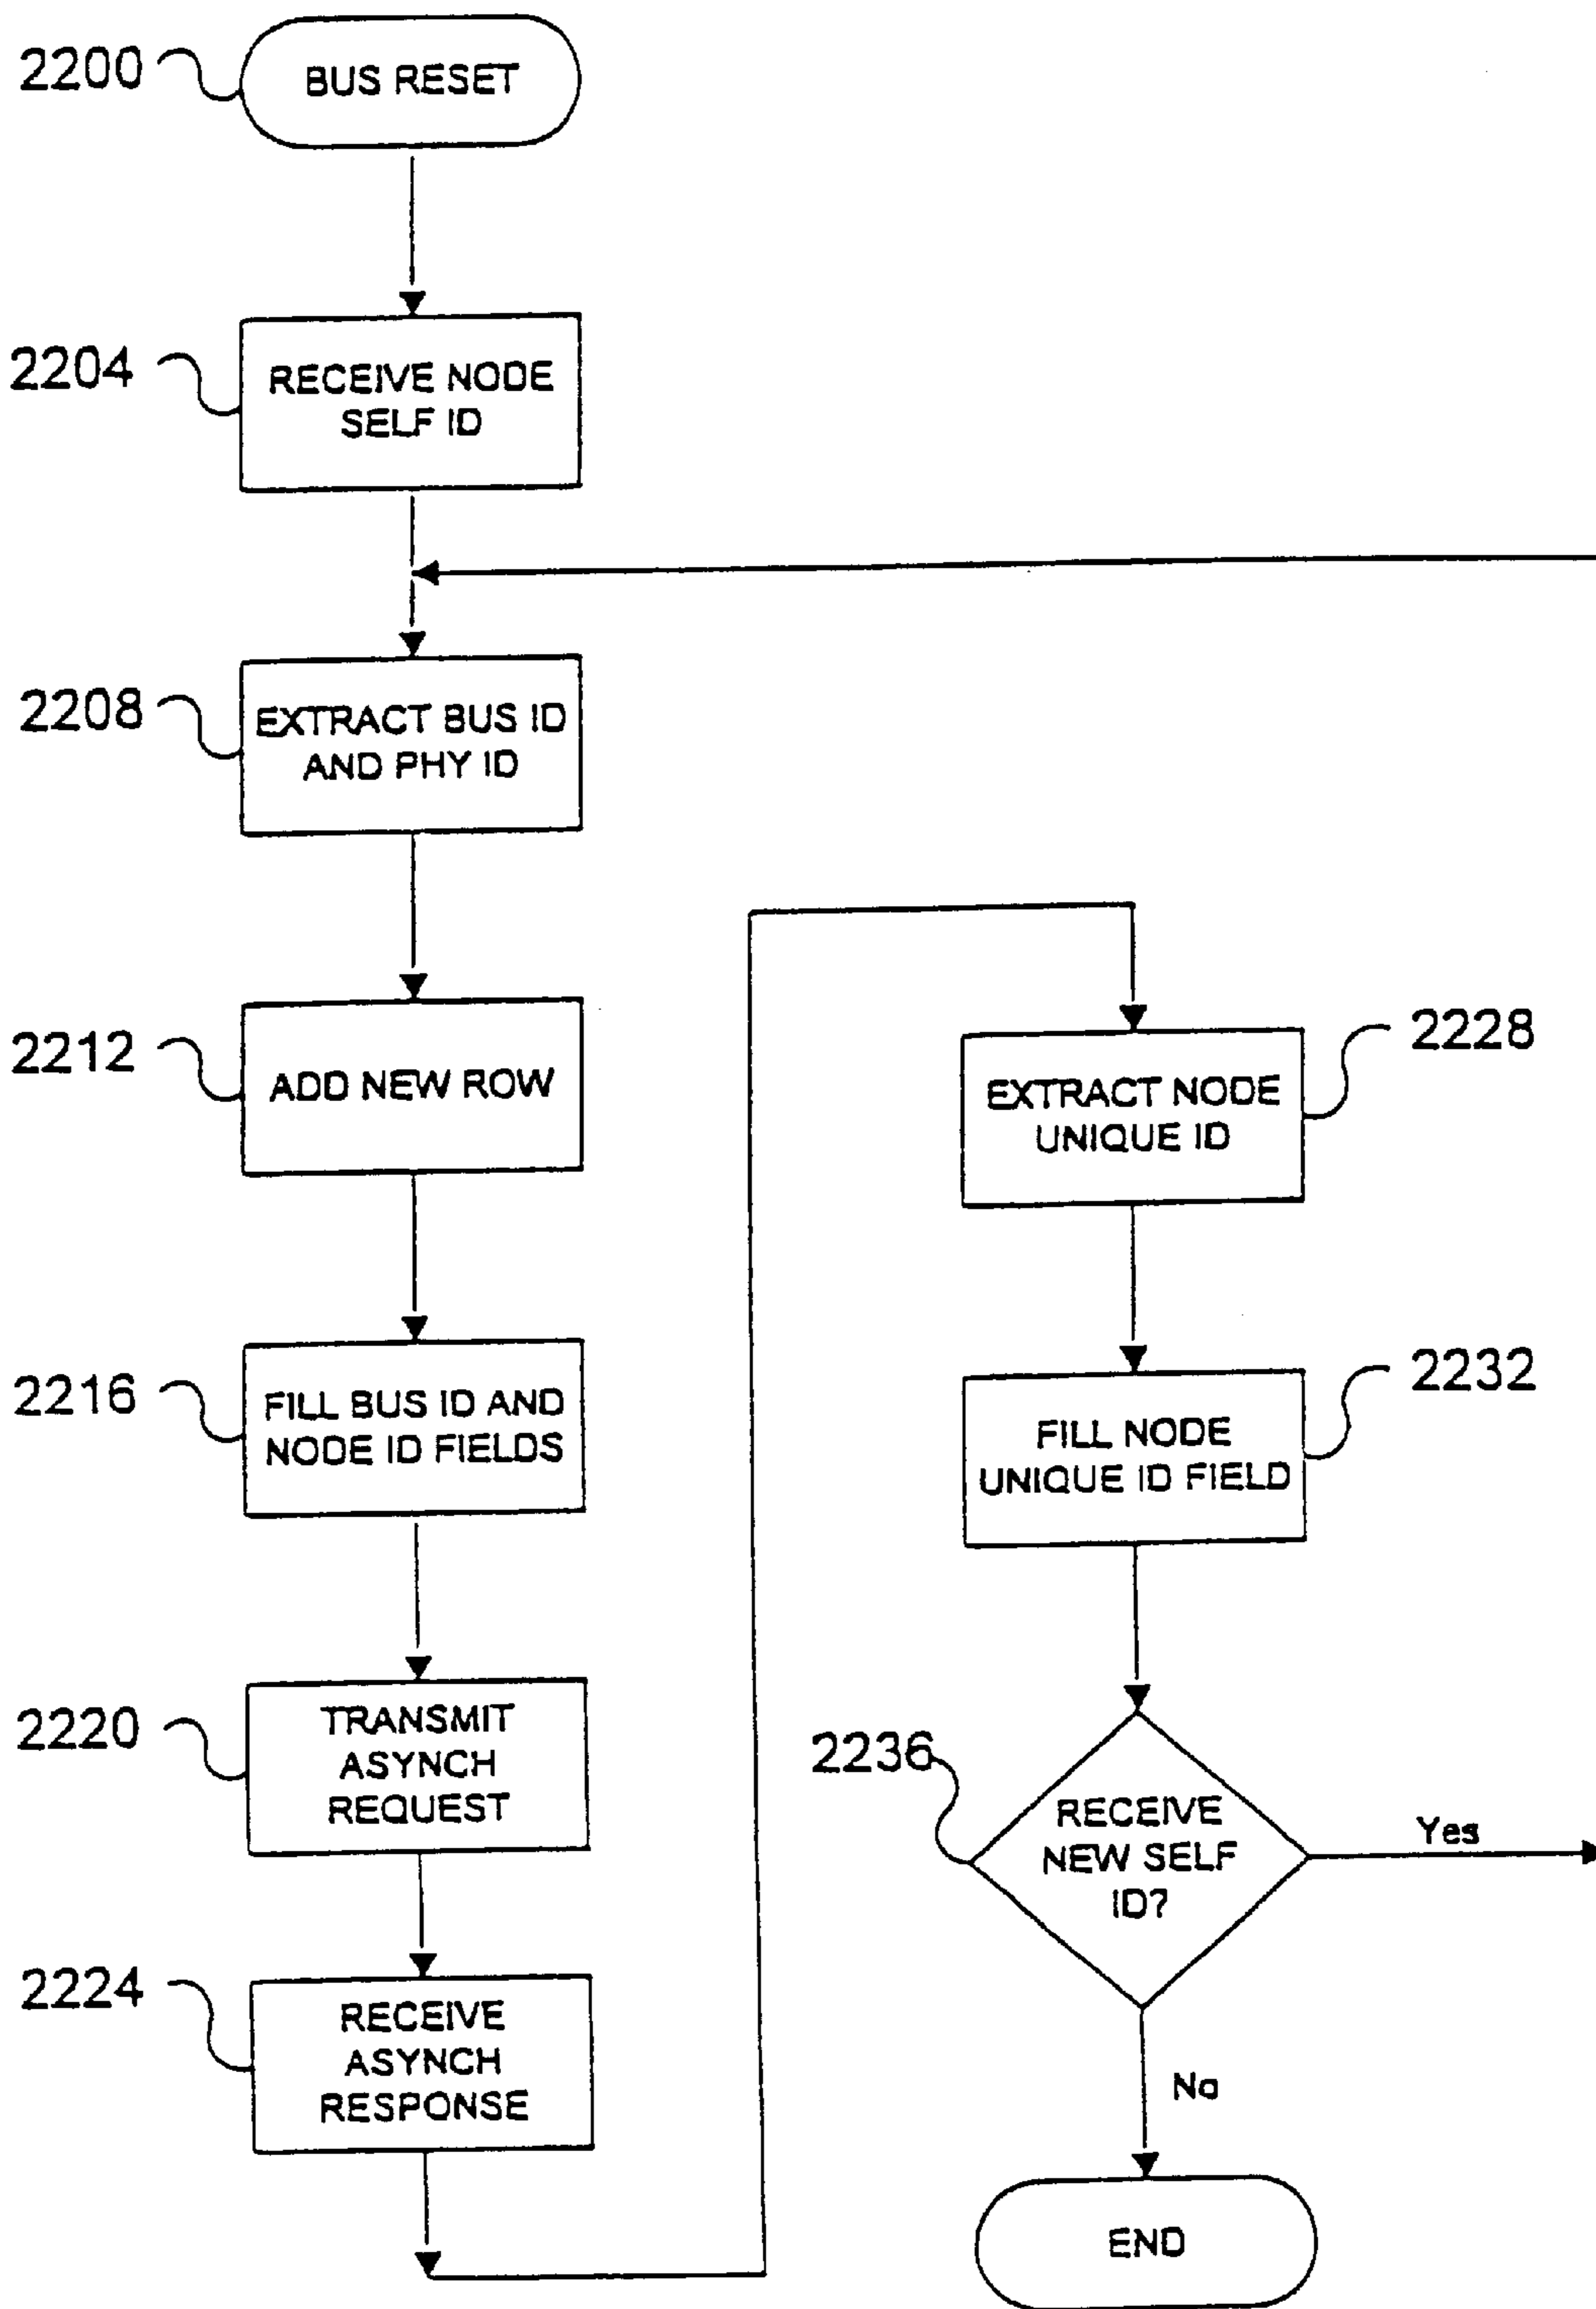 2200
BUS RESET
2204
RECEIVE NODE
SELF ID
2208
EXTRACT BUS ID
AND PHY ID
2212
ADD NEW ROW
2216
FILL BUS ID AND
NODE ID FIELDS
2220
TRANSMIT
ASYNCH
REQUEST
2224
RECEIVE
ASYNCH
RESPONSE
2228
EXTRACT NODE
UNIQUE ID
2232
FILL NODE
UNIQUE ID FIELD
2236
RECEIVE
NEW SELF
ID?
Yes
No
END